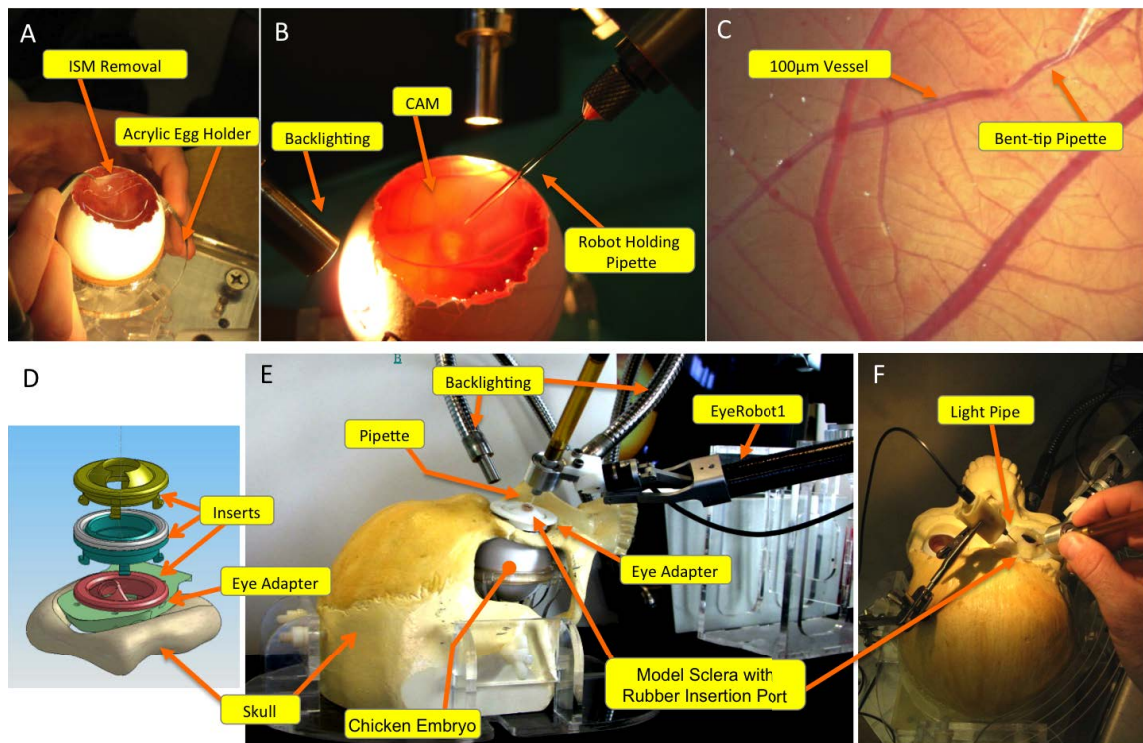 A
ISM Removal
Acrylic Egg Holder
B
CAM
Backlighting
Robot Holding
Pipette
C
100µm Vessel
Bent-tip Pipette
D
Inserts
Eye Adapter
Skull
B
E
Backlighting
EyeRobot1
Pipette
Eye Adapter
Model Sclera with
Rubber Insertion Port
Chicken Embryo
F
Light Pipe